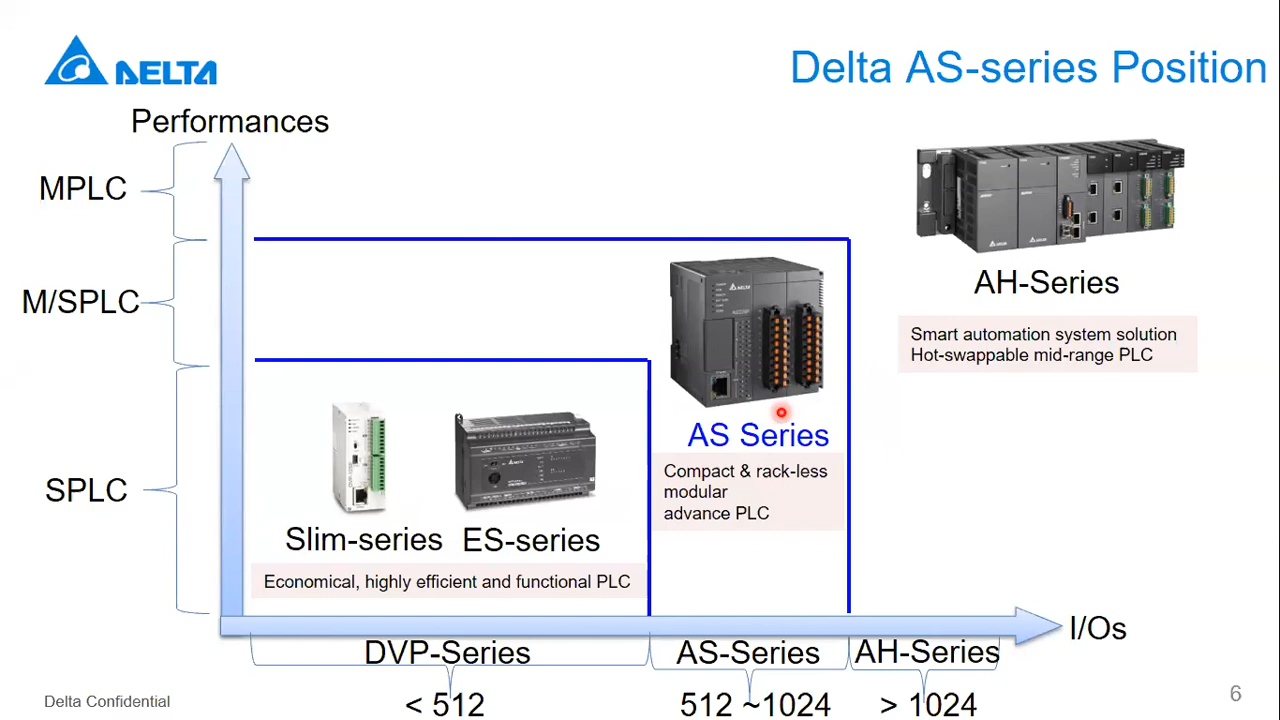 DELTA
Delta AS-series Position
Performances
MPLC
M/SPLC
SPLC
AH-Series
Smart automation system solution
Hot-swappable mid-range PLC
AS Series
Compact & rack-less
modular
advance PLC
Slim-series
ES-series
Economical, highly efficient and functional PLC
I/Os
DVP-Series
AS-Series
AH-Series
< 512
512 ~1024
> 1024
Delta Confidential
6